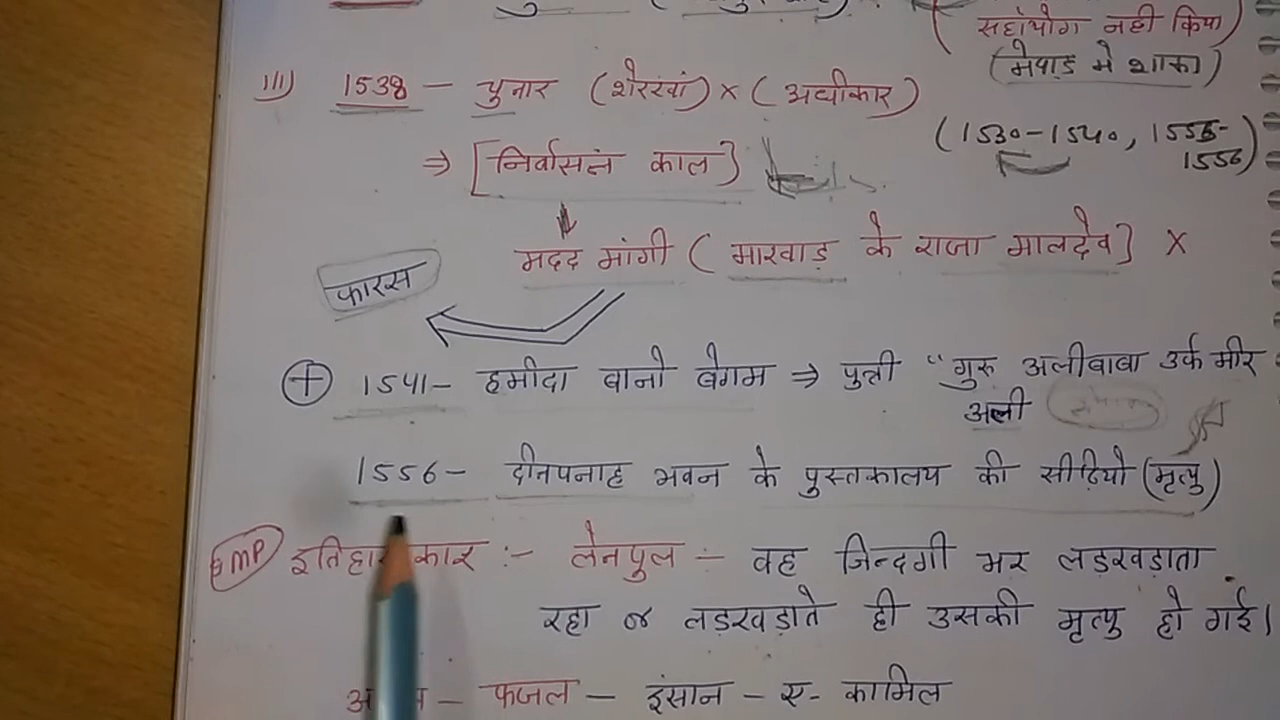 सहायोग नही किया)
(मेवाड मे शाका)
III) 1538 – चुनार (शेरखां) × (अधीकार)
(1530–1540, 1555-
1556)
⇒ [निर्वासन काल]
मदद मांगी (मारवाड़ के राजा मालदेव] ×
फारस
+ 1541– हमीदा बानो बेगम ⇒ पुत्री "गुरु अलीबाबा उर्फ मीर
अली
1556– दीनपनाह भवन के पुस्तकालय की सीढ़ियो (मृत्यु)
IMP इतिहासकार :- लेनपुल – वह जिन्दगी भर लड़खड़ाता
रहा व लड़खड़ाते ही उसकी मृत्यु हो गई।
फजल – इंसान – ए- कामिल